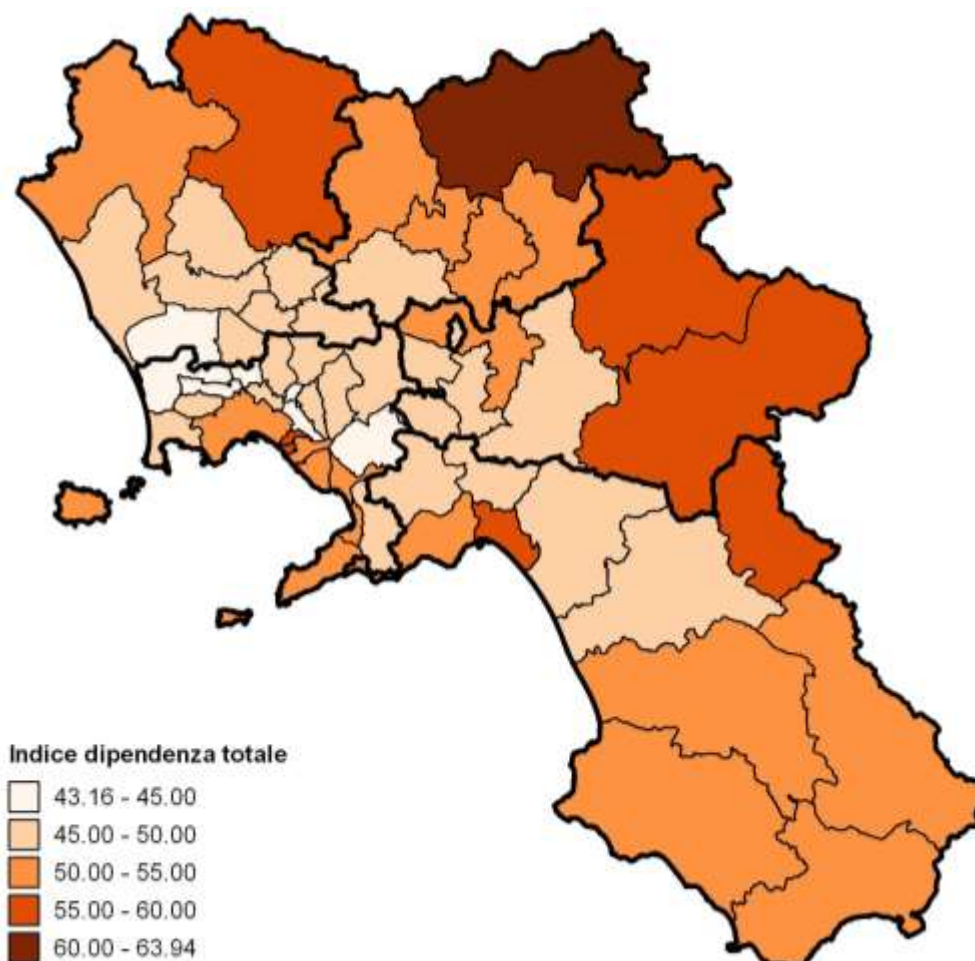 Indice dipendenza totale
43.16 - 45.00
45.00 - 50.00
50.00 - 55.00
55.00 - 60.00
60.00 - 63.94